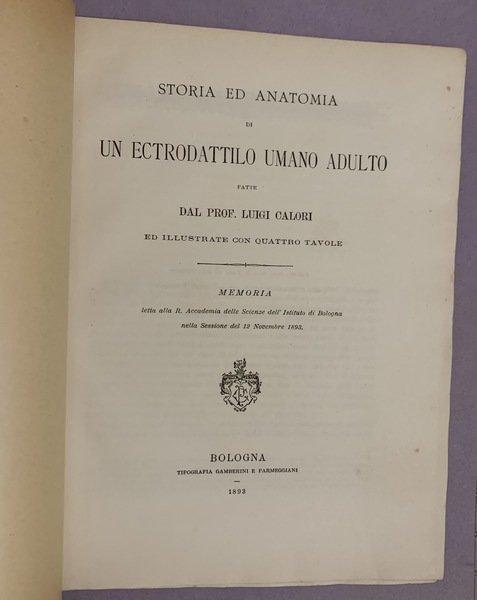 STORIA ED ANATOMIA
DI
UN ECTRODATTILO UMANO ADULTO
FATTE
DAL PROF. LUIGI CALORI
ED ILLUSTRATE CON QUATTRO TAVOLE
MEMORIA
letta alla R. Accademia delle Scienze dell' Istituto di Bologna
nella Sessione del 12 Novembre 1893.
BOLOGNA
TIPOGRAFIA GAMBERINI E PARMEGGIANI
—
1893